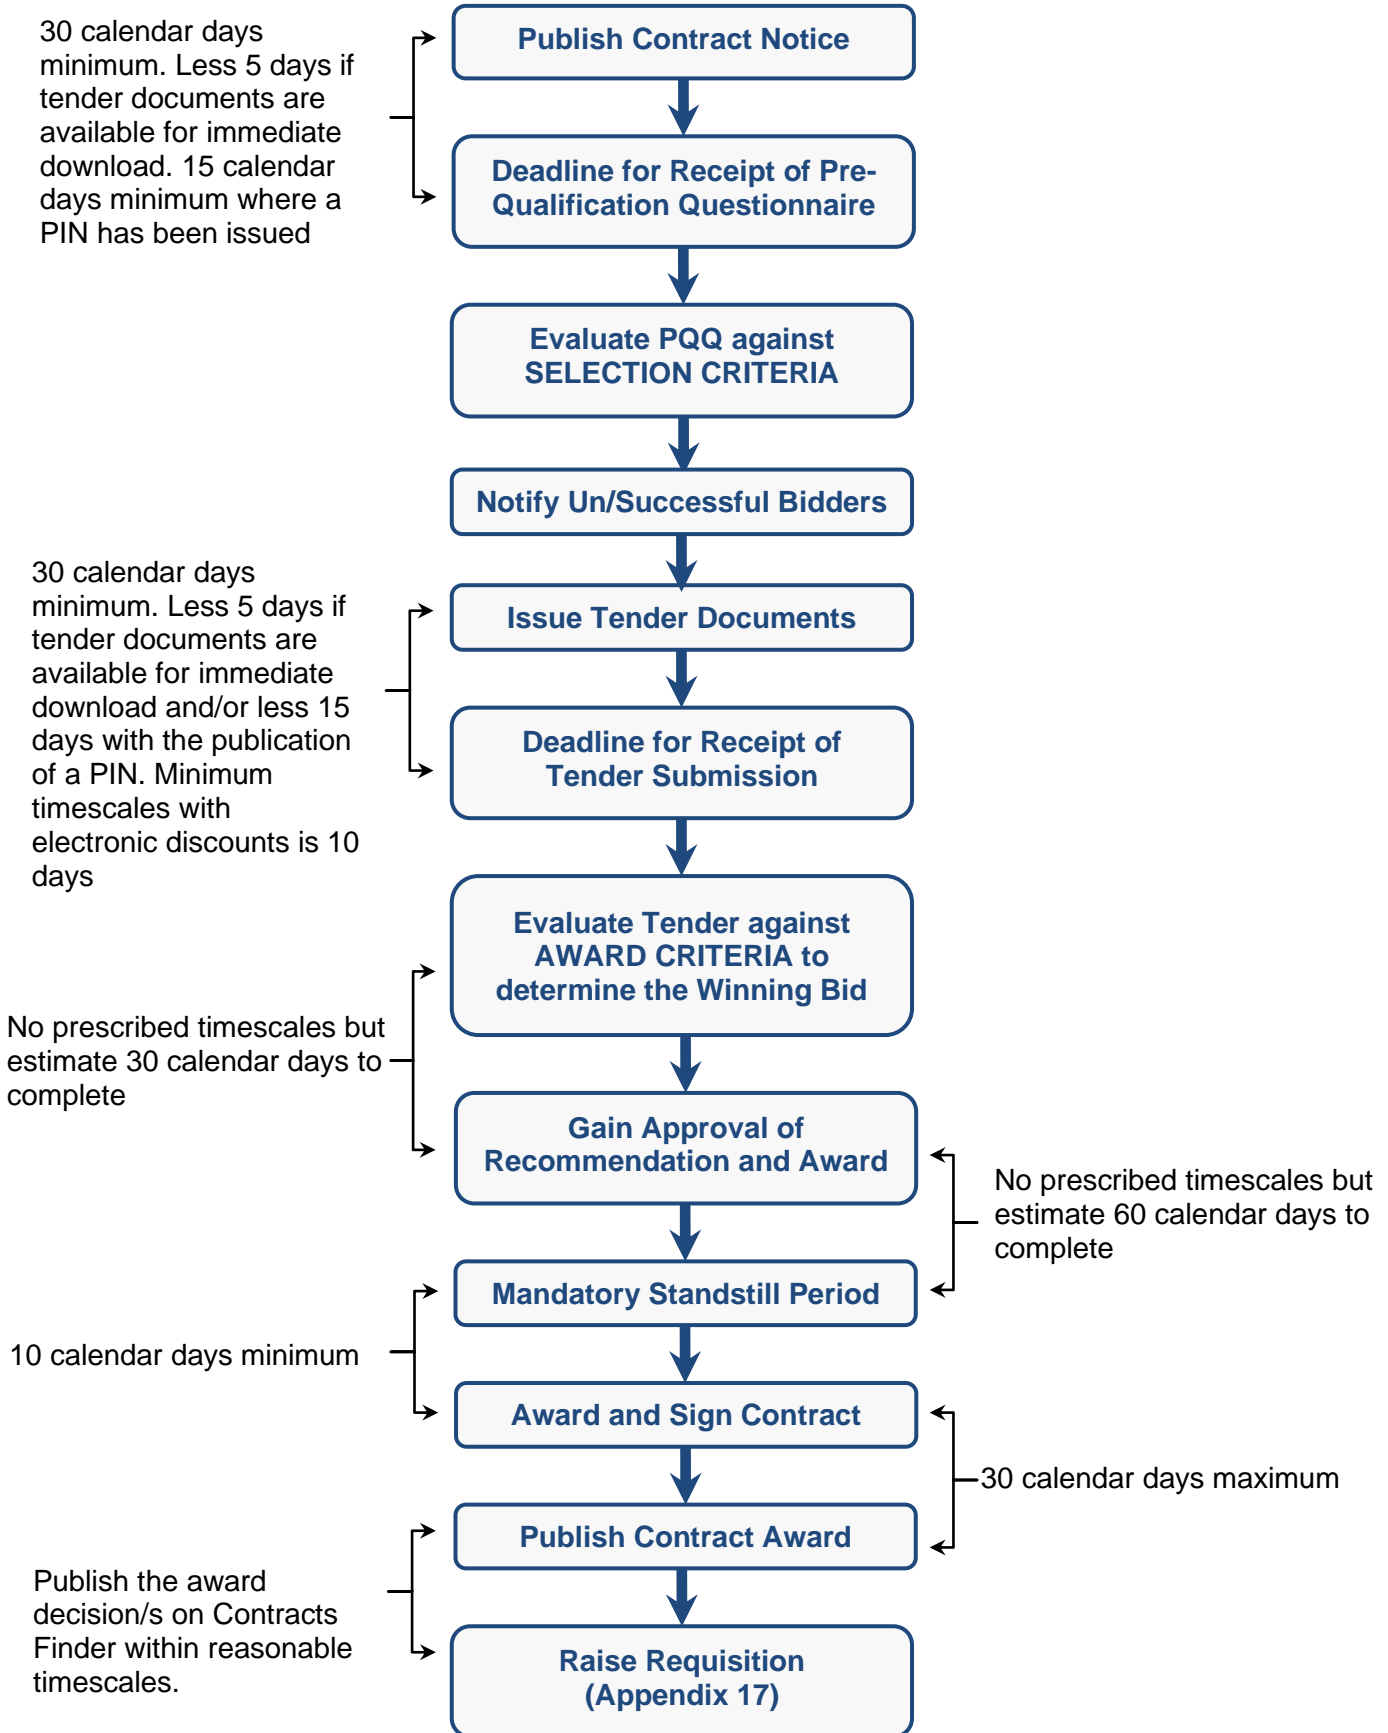 30 calendar days
minimum. Less 5 days if
tender documents are
available for immediate
download. 15 calendar
days minimum where a
PIN has been issued
Publish Contract Notice
Deadline for Receipt of Pre-
Qualification Questionnaire
Evaluate PQQ against
SELECTION CRITERIA
Notify Un/Successful Bidders
30 calendar days
minimum. Less 5 days if
tender documents are
available for immediate
download and/or less 15
days with the publication
of a PIN. Minimum
timescales with
electronic discounts is 10
days
Issue Tender Documents
Deadline for Receipt of
Tender Submission
Evaluate Tender against
AWARD CRITERIA to
determine the Winning Bid
No prescribed timescales but
estimate 30 calendar days to
complete
Gain Approval of
Recommendation and Award
No prescribed timescales but
estimate 60 calendar days to
complete
Mandatory Standstill Period
10 calendar days minimum
Award and Sign Contract
30 calendar days maximum
Publish Contract Award
Publish the award
decision/s on Contracts
Finder within reasonable
timescales.
Raise Requisition
(Appendix 17)